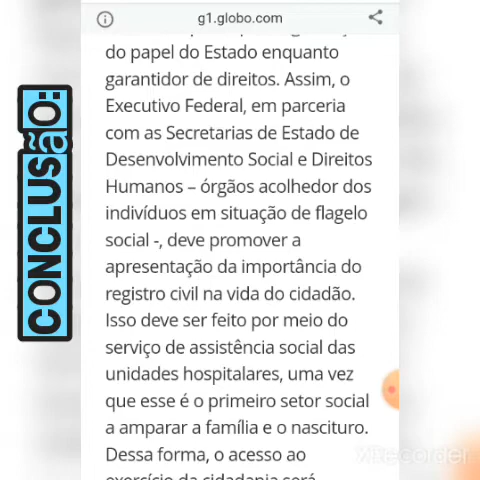 g1.globo.com
do papel do Estado enquanto
garantidor de direitos. Assim, o
Executivo Federal, em parceria
com as Secretarias de Estado de
Desenvolvimento Social e Direitos
Humanos – órgãos acolhedor dos
indivíduos em situação de flagelo
social -, deve promover a
apresentação da importância do
registro civil na vida do cidadão.
Isso deve ser feito por meio do
serviço de assistência social das
unidades hospitalares, uma vez
que esse é o primeiro setor social
a amparar a família e o nascituro.
Dessa forma, o acesso ao
exercício da cidadania será
CONCLUSãO: